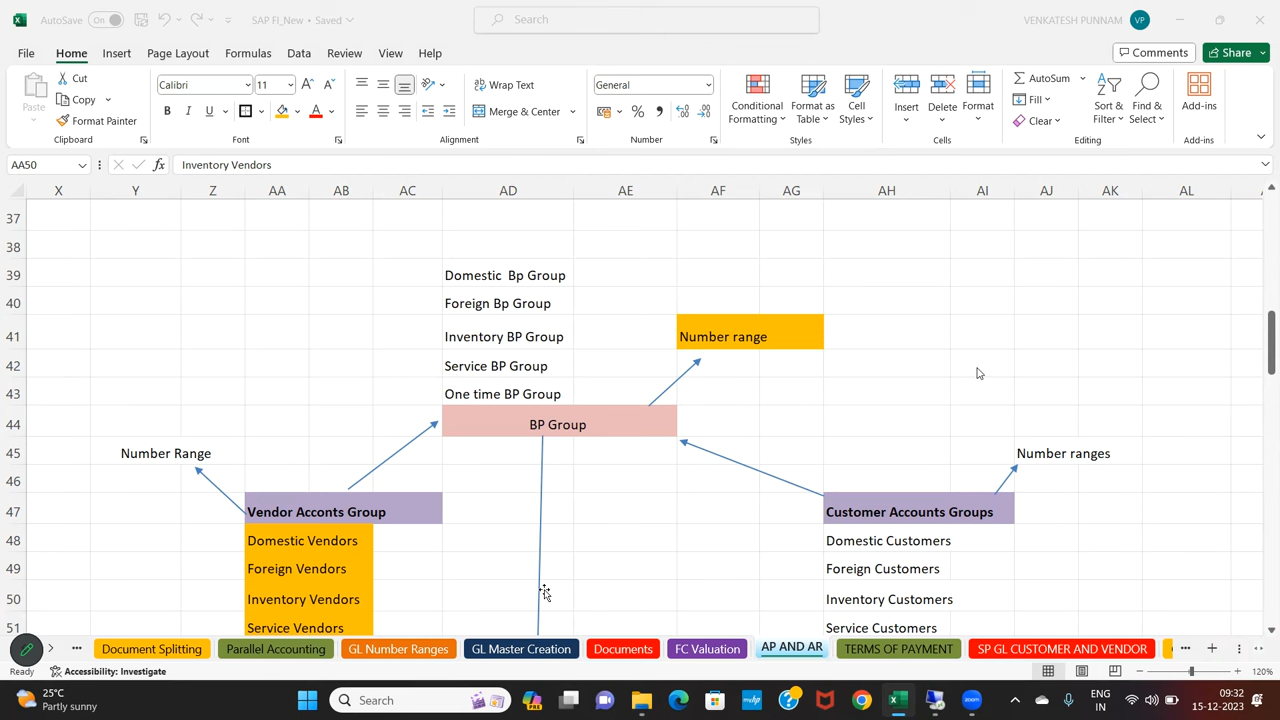 AutoSave On SAP FI_New • Saved Search VENKATESH PUNNAM VP
File Home Insert Page Layout Formulas Data Review View Help Comments Share
Paste Cut Copy Format Painter Clipboard
Calibri 11 B I U Font
Wrap Text Merge & Center Alignment
General % Number
Conditional Formatting Format as Table Cell Styles Styles
Insert Delete Format Cells
AutoSum Fill Clear Sort & Filter Find & Select Editing
Add-ins Add-ins
AA50 fx Inventory Vendors
X Y Z AA AB AC AD AE AF AG AH AI AJ AK AL
37
38
39 Domestic  Bp Group
40 Foreign Bp Group
41 Inventory BP Group Number range
42 Service BP Group
43 One time BP Group
44 BP Group
45 Number Range Number ranges
46
47 Vendor Acconts Group Customer Accounts Groups
48 Domestic Vendors Domestic Customers
49 Foreign Vendors Foreign Customers
50 Inventory Vendors Inventory Customers
51 Service Vendors Service Customers
Document Splitting Parallel Accounting GL Number Ranges GL Master Creation Documents FC Valuation AP AND AR TERMS OF PAYMENT SP GL CUSTOMER AND VENDOR
Ready Accessibility: Investigate 120%
25°C Partly sunny Search ENG IN 09:32 15-12-2023